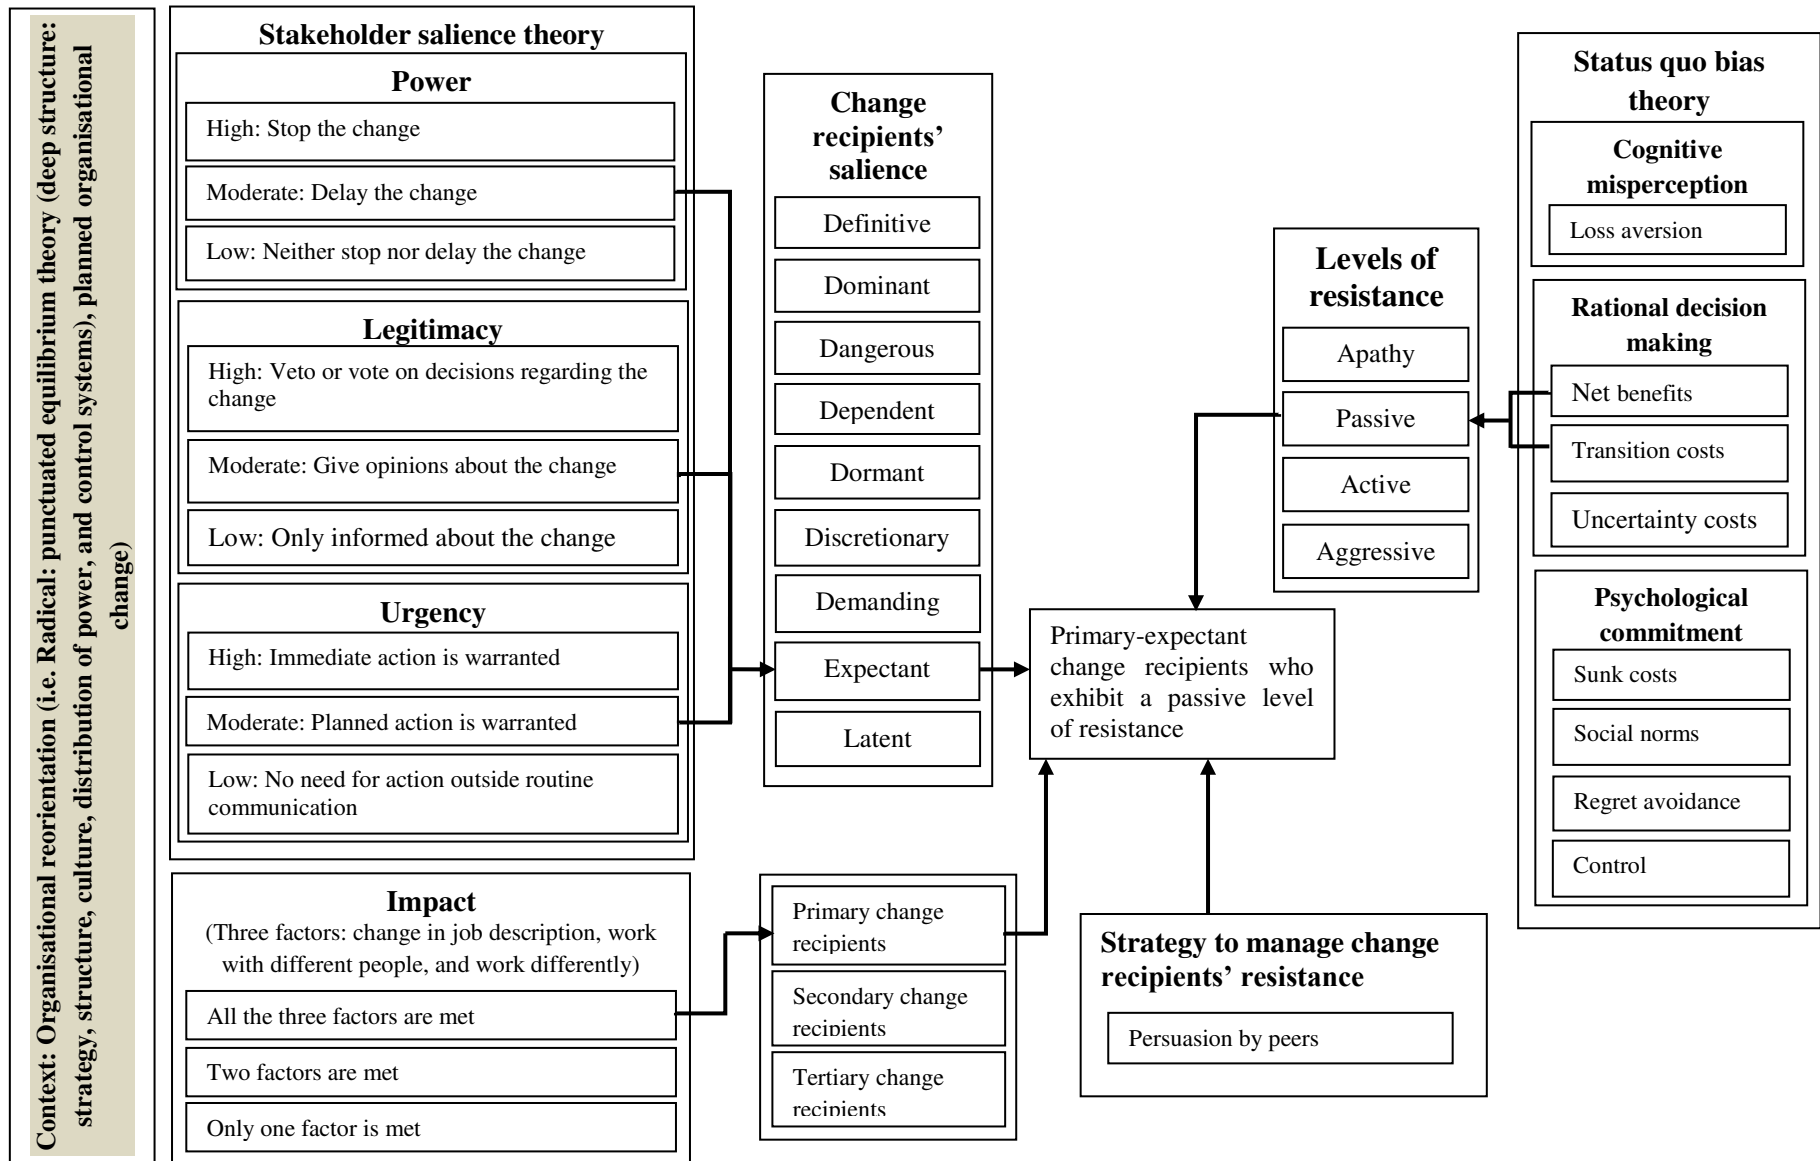 Context: Organisational reorientation (i.e. Radical: punctuated equilibrium theory (deep structure:
strategy, structure, culture, distribution of power, and control systems), planned organisational
change)
Stakeholder salience theory
Power
High: Stop the change
Moderate: Delay the change
Low: Neither stop nor delay the change
Legitimacy
High: Veto or vote on decisions regarding the
change
Moderate: Give opinions about the change
Low: Only informed about the change
Urgency
High: Immediate action is warranted
Moderate: Planned action is warranted
Low: No need for action outside routine
communication
Impact
(Three factors: change in job description, work
with different people, and work differently)
All the three factors are met
Two factors are met
Only one factor is met
Change
recipients’
salience
Definitive
Dominant
Dangerous
Dependent
Dormant
Discretionary
Demanding
Expectant
Latent
Primary change
recipients
Secondary change
recipients
Tertiary change
recipients
Primary-expectant
change recipients who
exhibit a passive level
of resistance
Strategy to manage change
recipients’ resistance
Persuasion by peers
Levels of
resistance
Apathy
Passive
Active
Aggressive
Status quo bias
theory
Cognitive
misperception
Loss aversion
Rational decision
making
Net benefits
Transition costs
Uncertainty costs
Psychological
commitment
Sunk costs
Social norms
Regret avoidance
Control